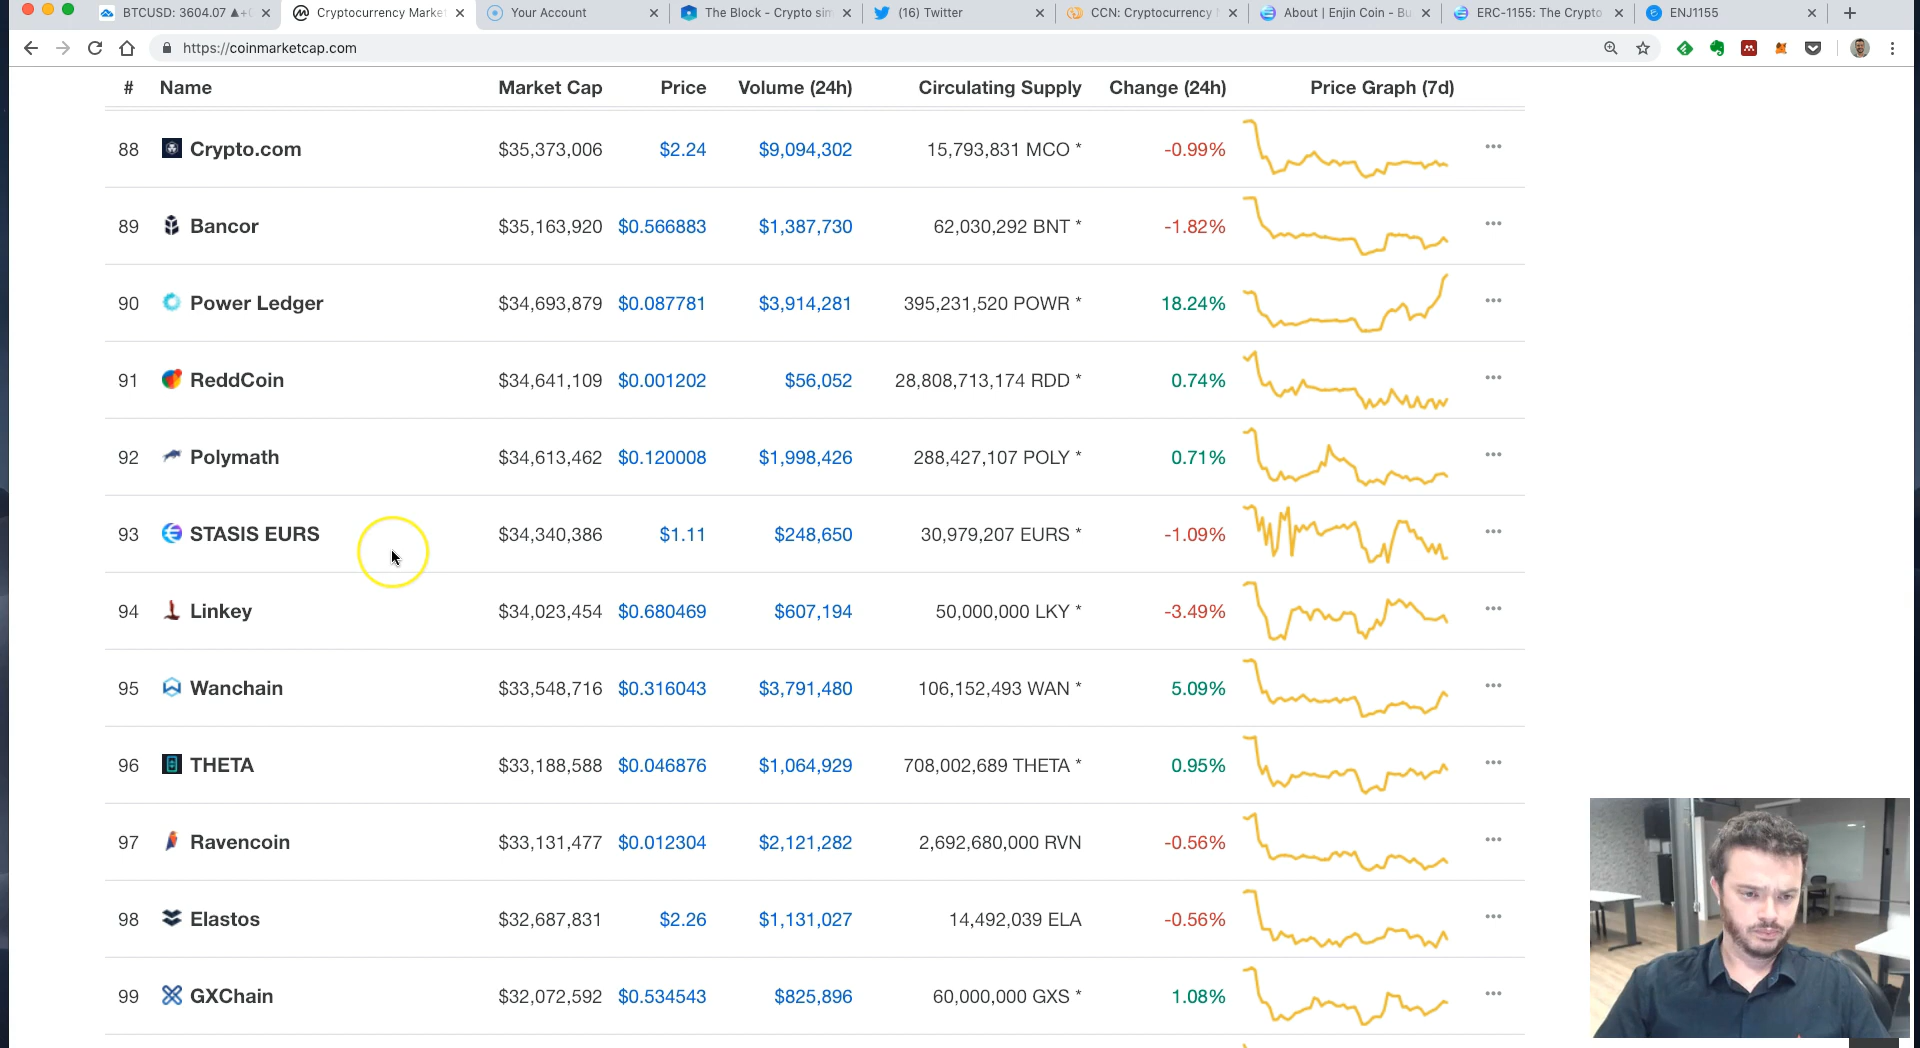 BTCUSD: 3604.07 ▲+ Cryptocurrency Market Your Account The Block - Crypto sim (16) Twitter CCN: Cryptocurrency About | Enjin Coin - Bu ERC-1155: The Crypto ENJ1155
https://coinmarketcap.com
# Name Market Cap Price Volume (24h) Circulating Supply Change (24h) Price Graph (7d)
88 Crypto.com $35,373,006 $2.24 $9,094,302 15,793,831 MCO * -0.99%
89 Bancor $35,163,920 $0.566883 $1,387,730 62,030,292 BNT * -1.82%
90 Power Ledger $34,693,879 $0.087781 $3,914,281 395,231,520 POWR * 18.24%
91 ReddCoin $34,641,109 $0.001202 $56,052 28,808,713,174 RDD * 0.74%
92 Polymath $34,613,462 $0.120008 $1,998,426 288,427,107 POLY * 0.71%
93 STASIS EURS $34,340,386 $1.11 $248,650 30,979,207 EURS * -1.09%
94 Linkey $34,023,454 $0.680469 $607,194 50,000,000 LKY * -3.49%
95 Wanchain $33,548,716 $0.316043 $3,791,480 106,152,493 WAN * 5.09%
96 THETA $33,188,588 $0.046876 $1,064,929 708,002,689 THETA * 0.95%
97 Ravencoin $33,131,477 $0.012304 $2,121,282 2,692,680,000 RVN -0.56%
98 Elastos $32,687,831 $2.26 $1,131,027 14,492,039 ELA -0.56%
99 GXChain $32,072,592 $0.534543 $825,896 60,000,000 GXS * 1.08%